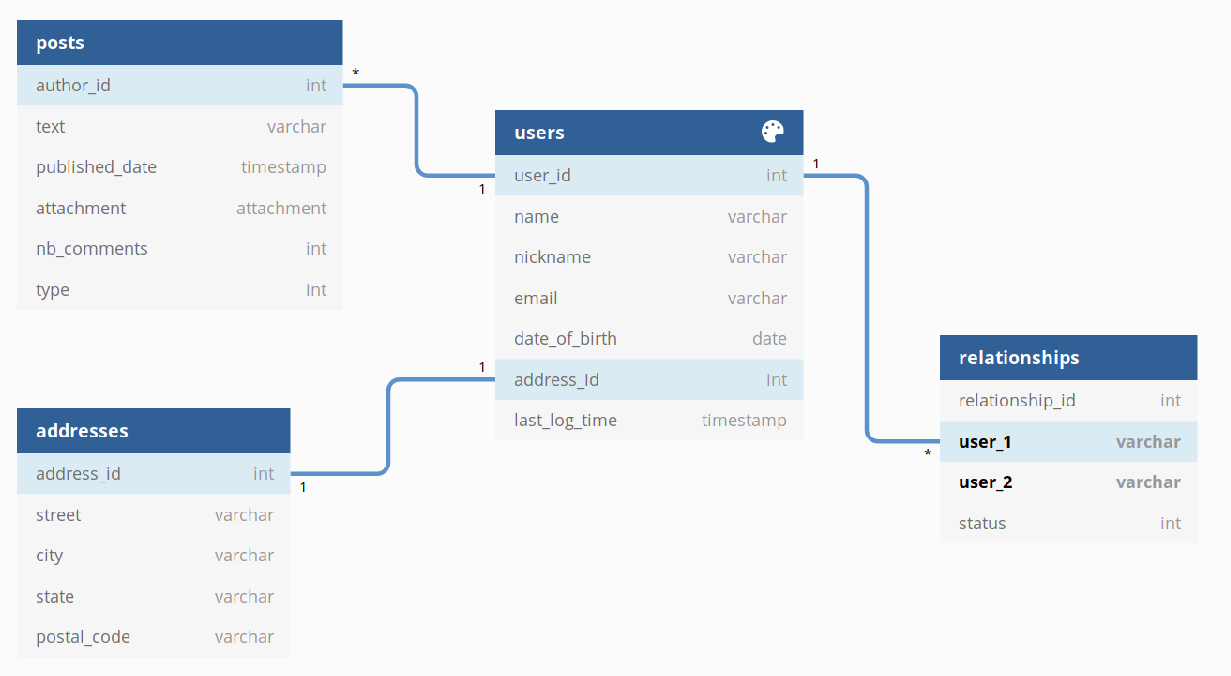 posts
author_id int
text varchar
published_date timestamp
attachment attachment
nb_comments int
type int
*
1
users
user_id int
name varchar
nickname varchar
email varchar
date_of_birth date
address_id int
last_log_time timestamp
1
1
addresses
address_id int
street varchar
city varchar
state varchar
postal_code varchar
1
relationships
relationship_id int
user_1 varchar
user_2 varchar
status int
*